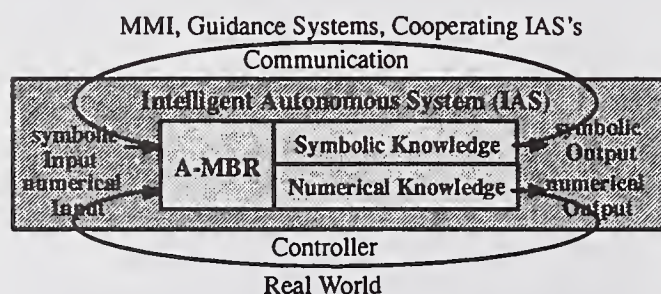 MMI, Guidance Systems, Cooperating IAS's
Communication
Intelligent Autonomous System (IAS)
symbolic
Input
numerical
Input
A-MBR
Symbolic Knowledge
Numerical Knowledge
symbolic
Output
numerical
Output
Controller
Real World